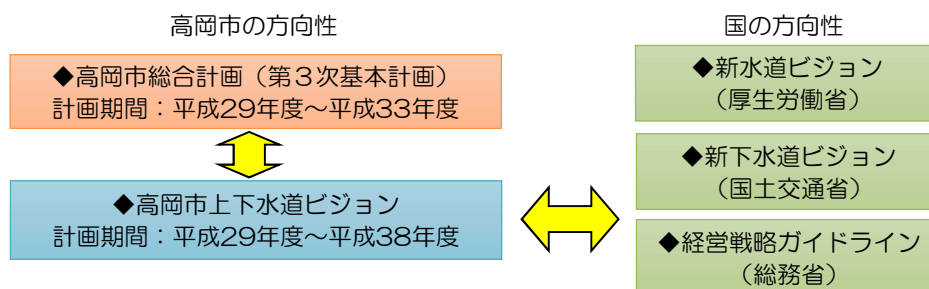 高岡市の方向性
◆高岡市総合計画（第３次基本計画）
計画期間：平成29年度～平成33年度
◆高岡市上下水道ビジョン
計画期間：平成29年度～平成38年度
国の方向性
◆新水道ビジョン
（厚生労働省）
◆新下水道ビジョン
（国土交通省）
◆経営戦略ガイドライン
（総務省）